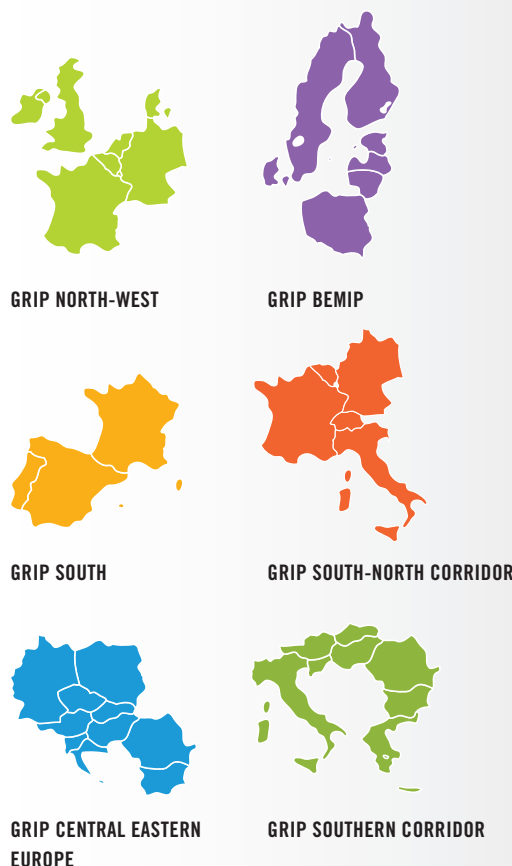 GRIP NORTH-WEST
GRIP BEMIP
GRIP SOUTH
GRIP SOUTH-NORTH CORRIDOR
GRIP CENTRAL EASTERN
EUROPE
GRIP SOUTHERN CORRIDOR